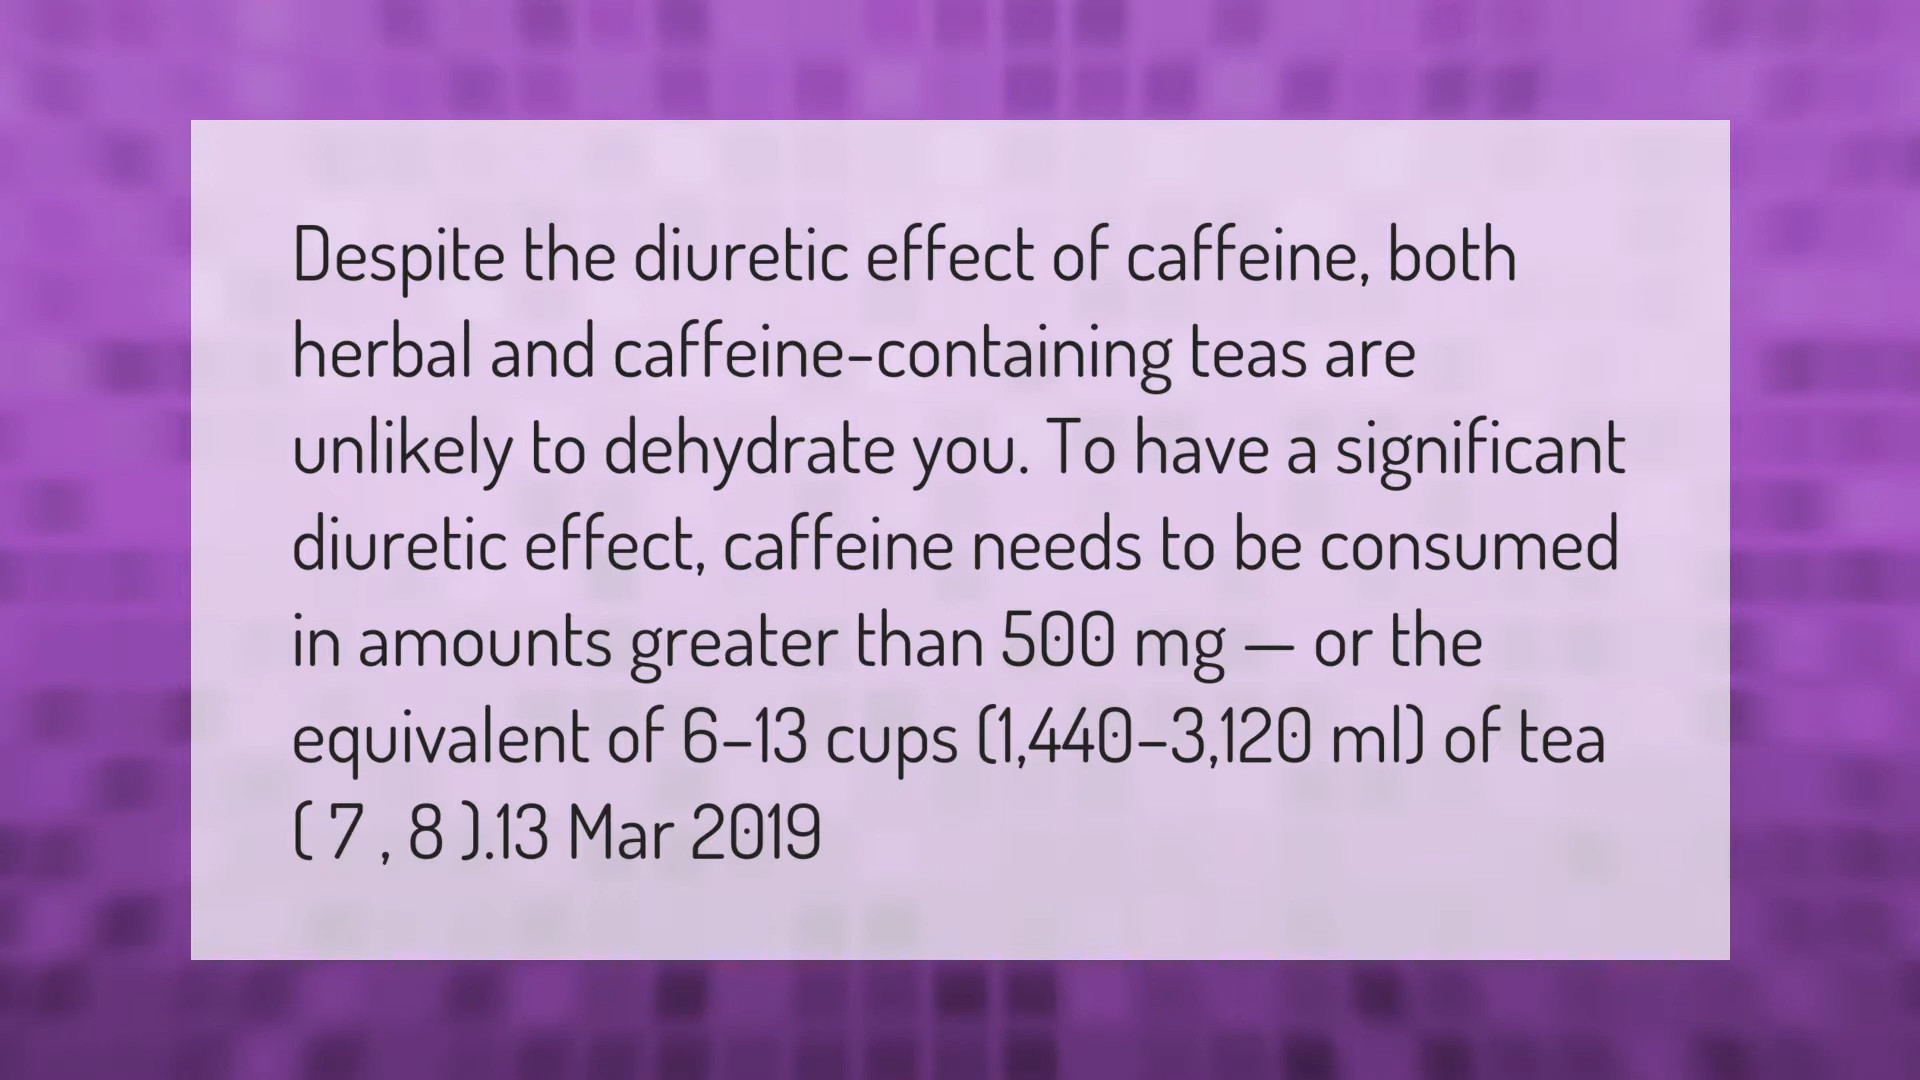 Despite the diuretic effect of caffeine, both
herbal and caffeine-containing teas are
unlikely to dehydrate you. To have a significant
diuretic effect, caffeine needs to be consumed
in amounts greater than 500 mg — or the
equivalent of 6–13 cups (1,440–3,120 ml) of tea
( 7 , 8 ).13 Mar 2019